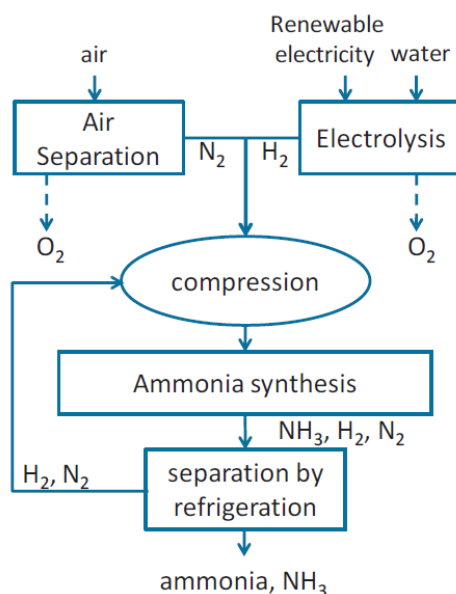 Renewable
air
electricity water
Air
Separation
N₂
H₂
Electrolysis
O₂
O₂
compression
Ammonia synthesis
NH₃, H₂, N₂
H₂, N₂
separation by
refrigeration
ammonia, NH₃